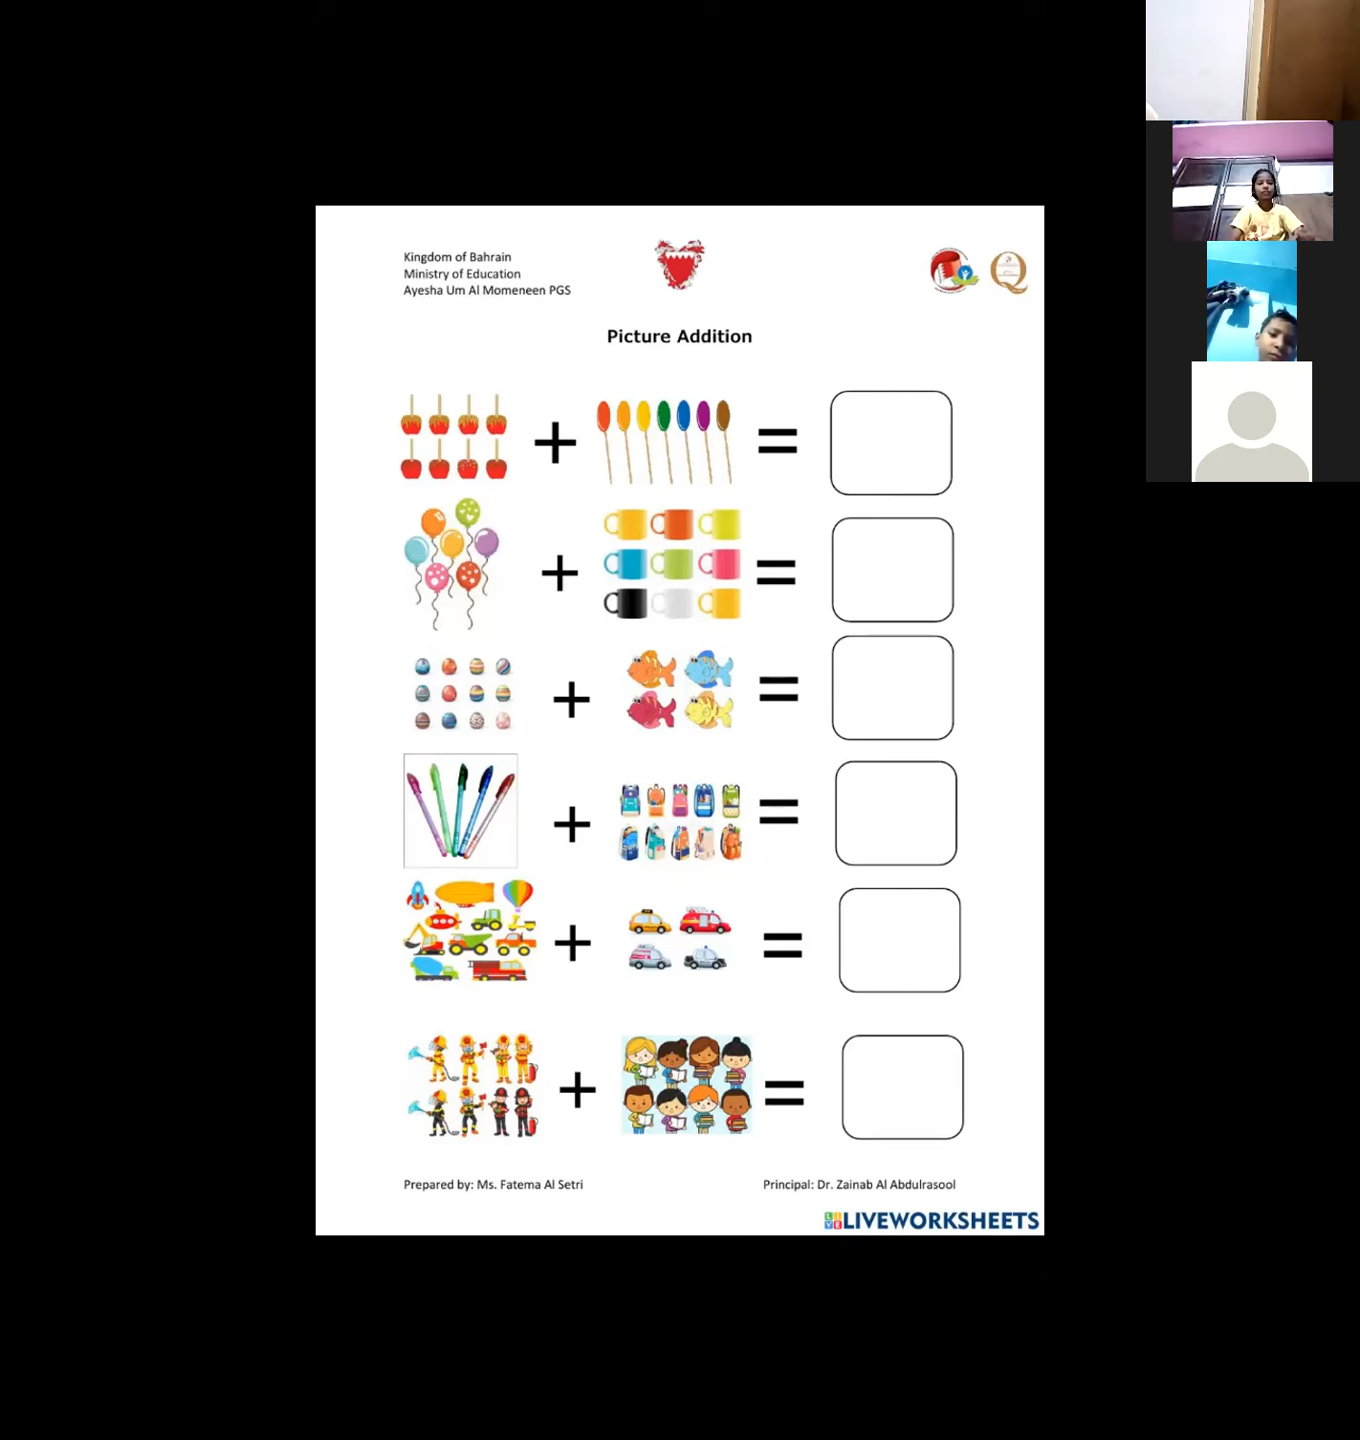 Kingdom of Bahrain
Ministry of Education
Ayesha Um Al Momeneen PGS
Picture Addition
+ =
+ =
+ =
+ =
+ =
+ =
Prepared by: Ms. Fatema Al Setri
Principal: Dr. Zainab Al Abdulrasool
LIVEWORKSHEETS